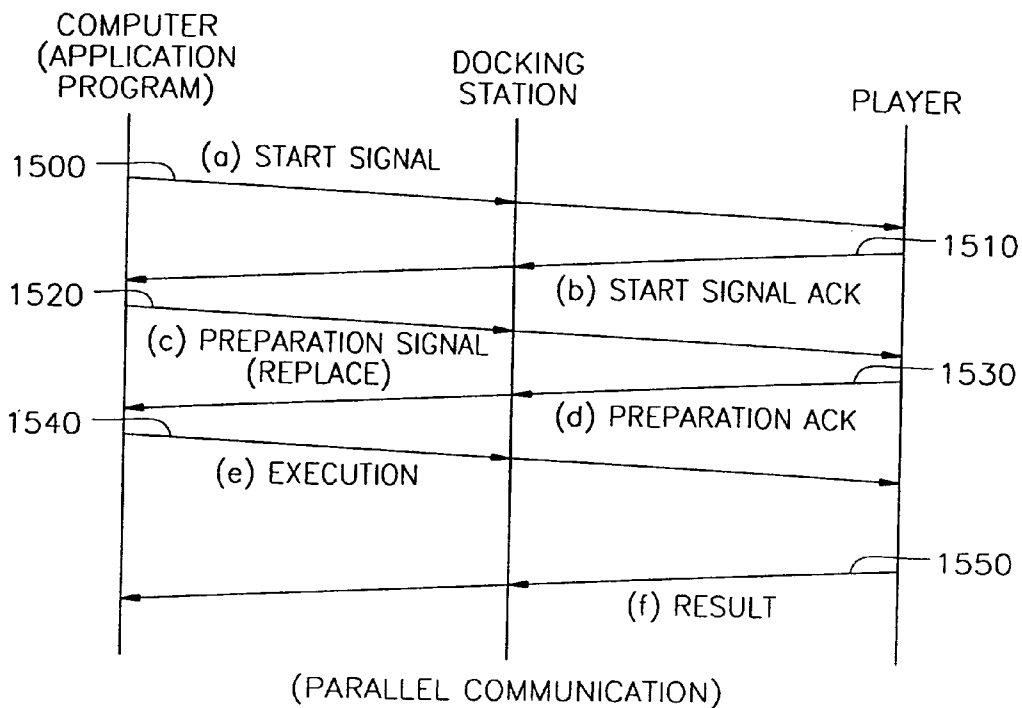 COMPUTER
(APPLICATION
PROGRAM)
DOCKING
STATION
PLAYER
1500
(a) START SIGNAL
1510
(b) START SIGNAL ACK
1520
(c) PREPARATION SIGNAL
(REPLACE)
1530
(d) PREPARATION ACK
1540
(e) EXECUTION
1550
(f) RESULT
(PARALLEL COMMUNICATION)